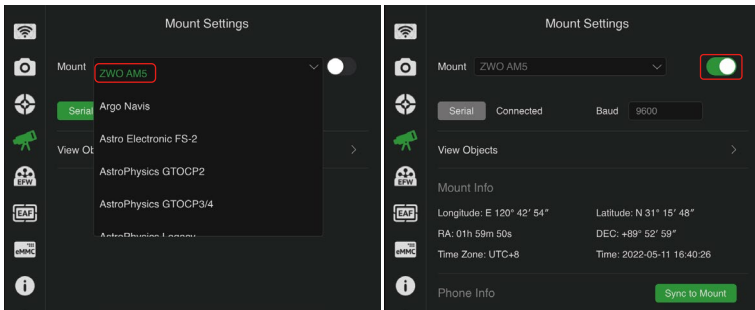 Mount Settings
Mount
ZWO AM5
Argo Navis
Serial
Astro Electronic FS-2
View Ob
AstroPhysics GTOCP2
EFW
AstroPhysics GTOCP3/4
EAF
eMMC
Mount Settings
Mount ZWO AM5
Serial Connected Baud 9600
View Objects
EFW
Mount Info
EAF
Longitude: E 120° 42′ 54″ Latitude: N 31° 15′ 48″
RA: 01h 59m 50s DEC: +89° 52′ 59″
eMMC
Time Zone: UTC+8 Time: 2022-05-11 16:40:26
Phone Info Sync to Mount